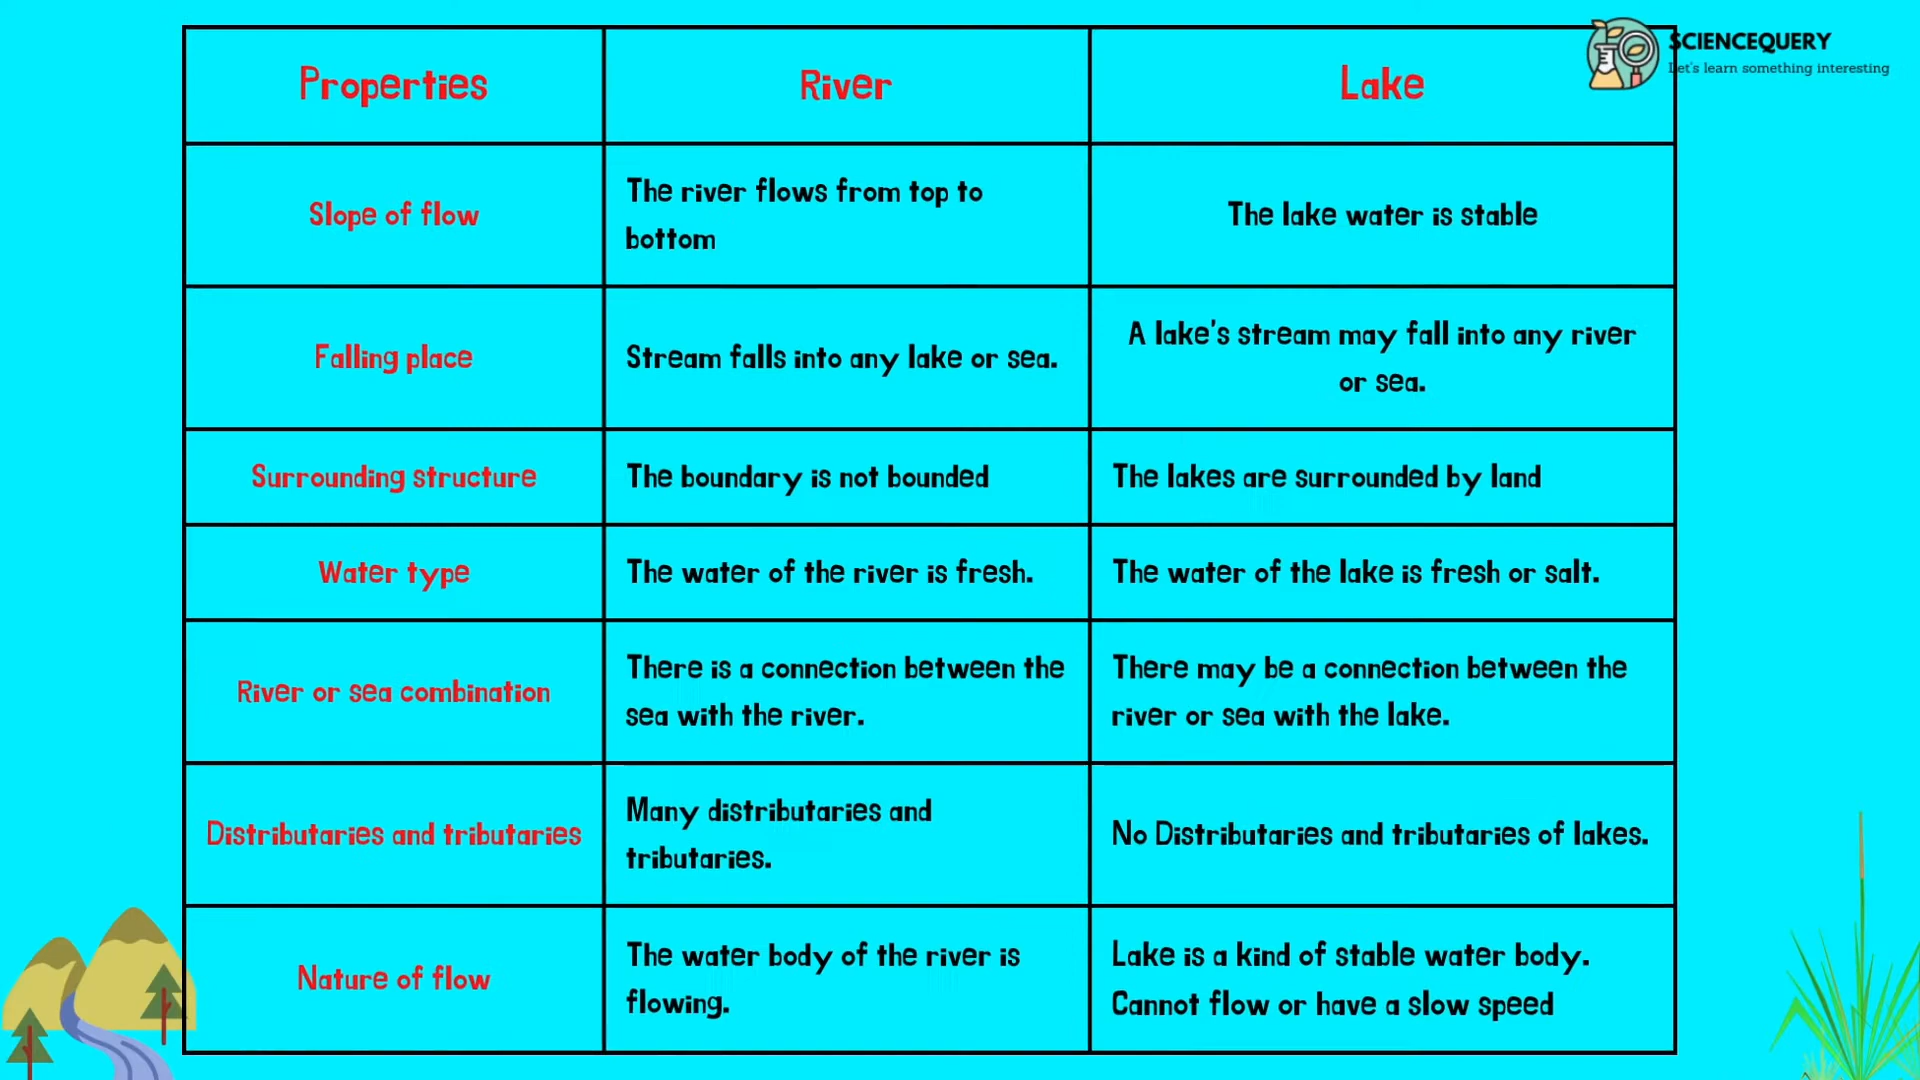 SCIENCEQUERY
Let's learn something interesting
Properties
River
Lake
Slope of flow
The river flows from top to
bottom
The lake water is stable
Falling place
Stream falls into any lake or sea.
A lake's stream may fall into any river
or sea.
Surrounding structure
The boundary is not bounded
The lakes are surrounded by land
Water type
The water of the river is fresh.
The water of the lake is fresh or salt.
River or sea combination
There is a connection between the
sea with the river.
There may be a connection between the
river or sea with the lake.
Distributaries and tributaries
Many distributaries and
tributaries.
No Distributaries and tributaries of lakes.
Nature of flow
The water body of the river is
flowing.
Lake is a kind of stable water body.
Cannot flow or have a slow speed